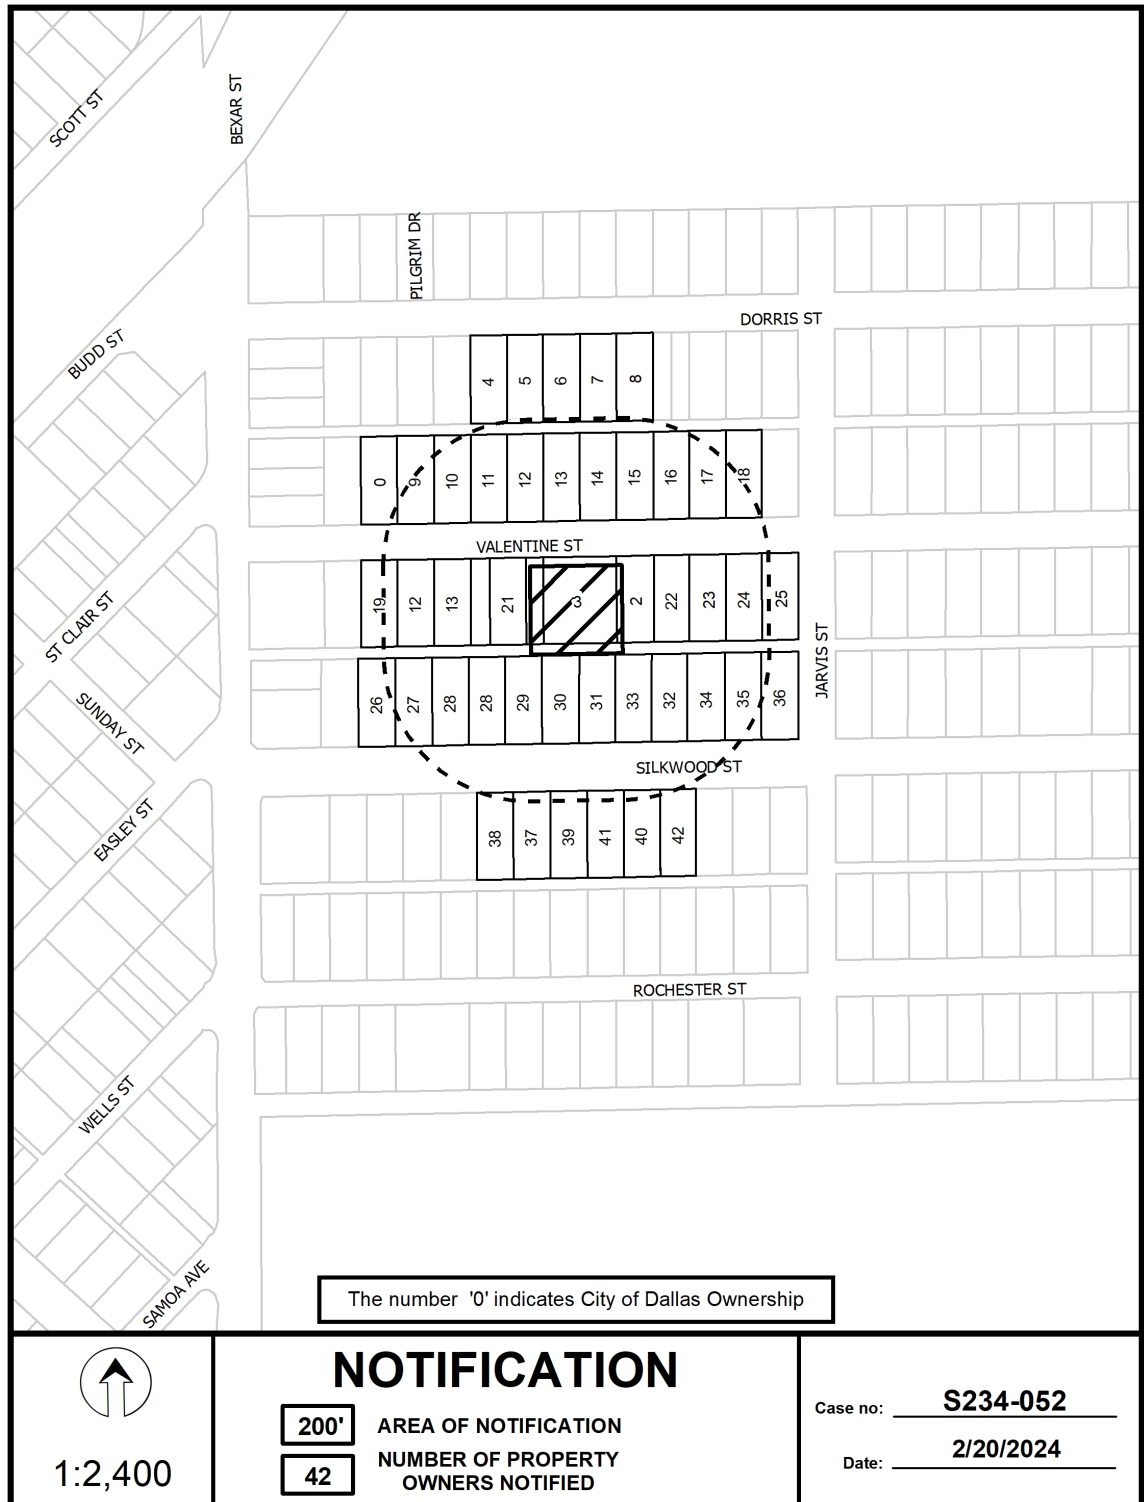 SCOTT ST
BEXAR ST
PILGRIM DR
DORRIS ST
BUDD ST
4 5 6 7 8
0 9 10 11 12 13 14 15 16 17 18
VALENTINE ST
19 12 13 21 3 2 22 23 24 25
ST CLAIR ST
JARVIS ST
26 27 28 28 29 30 31 33 32 34 35 36
SUNDAY ST
SILKWOOD ST
EASLEY ST
38 37 39 41 40 42
ROCHESTER ST
WELLS ST
SAMOA AVE
The number '0' indicates City of Dallas Ownership
1:2,400
NOTIFICATION
200' AREA OF NOTIFICATION
42 NUMBER OF PROPERTY
OWNERS NOTIFIED
Case no: S234-052
Date: 2/20/2024